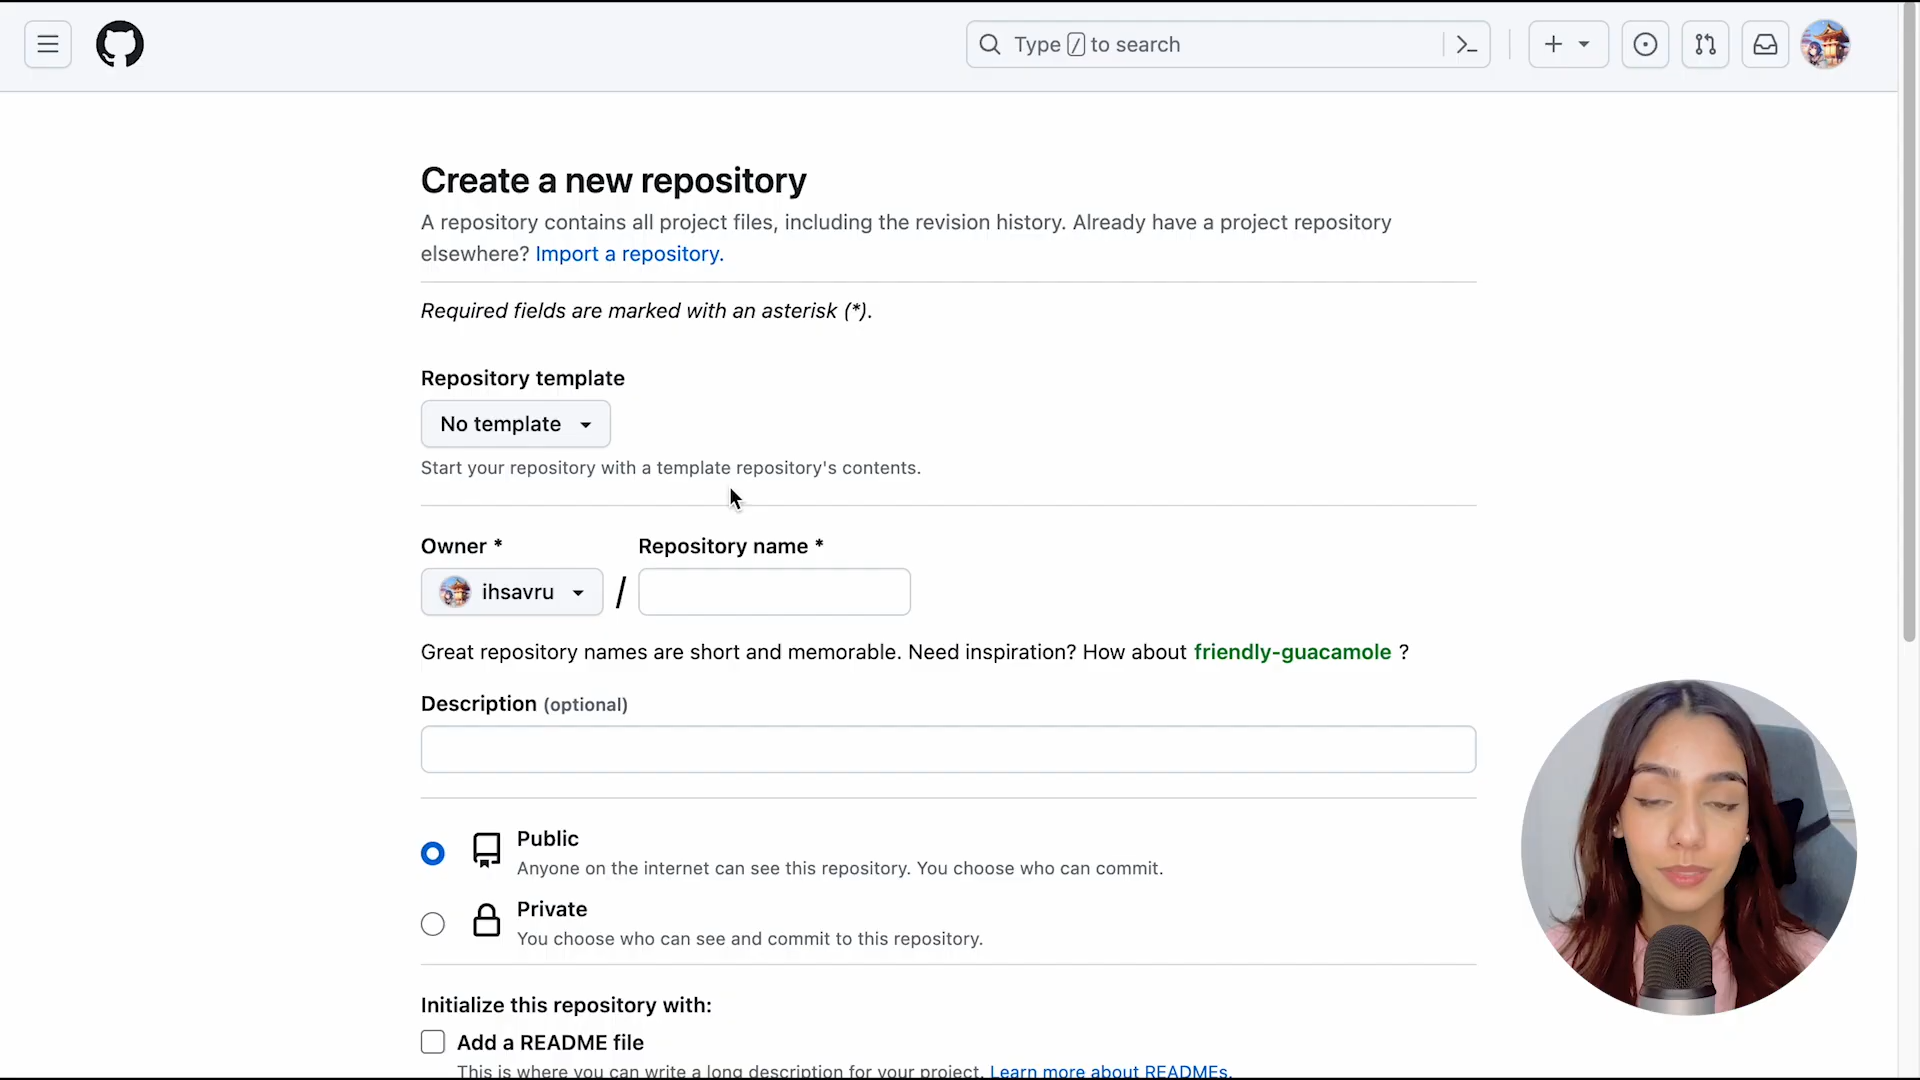 Type / to search
Create a new repository
A repository contains all project files, including the revision history. Already have a project repository
elsewhere? Import a repository.
Required fields are marked with an asterisk (*).
Repository template
No template
Start your repository with a template repository's contents.
Owner * Repository name *
ihsavru /
Great repository names are short and memorable. Need inspiration? How about friendly-guacamole ?
Description (optional)
Public
Anyone on the internet can see this repository. You choose who can commit.
Private
You choose who can see and commit to this repository.
Initialize this repository with:
Add a README file
This is where you can write a long description for your project. Learn more about READMEs.